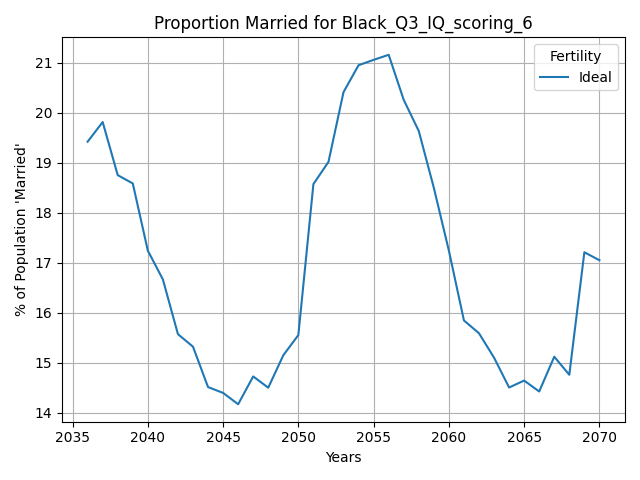 Proportion Married for Black_Q3_IQ_scoring_6
Fertility
Ideal
% of Population 'Married'
21
20
19
18
17
16
15
14
2035 2040 2045 2050 2055 2060 2065 2070
Years